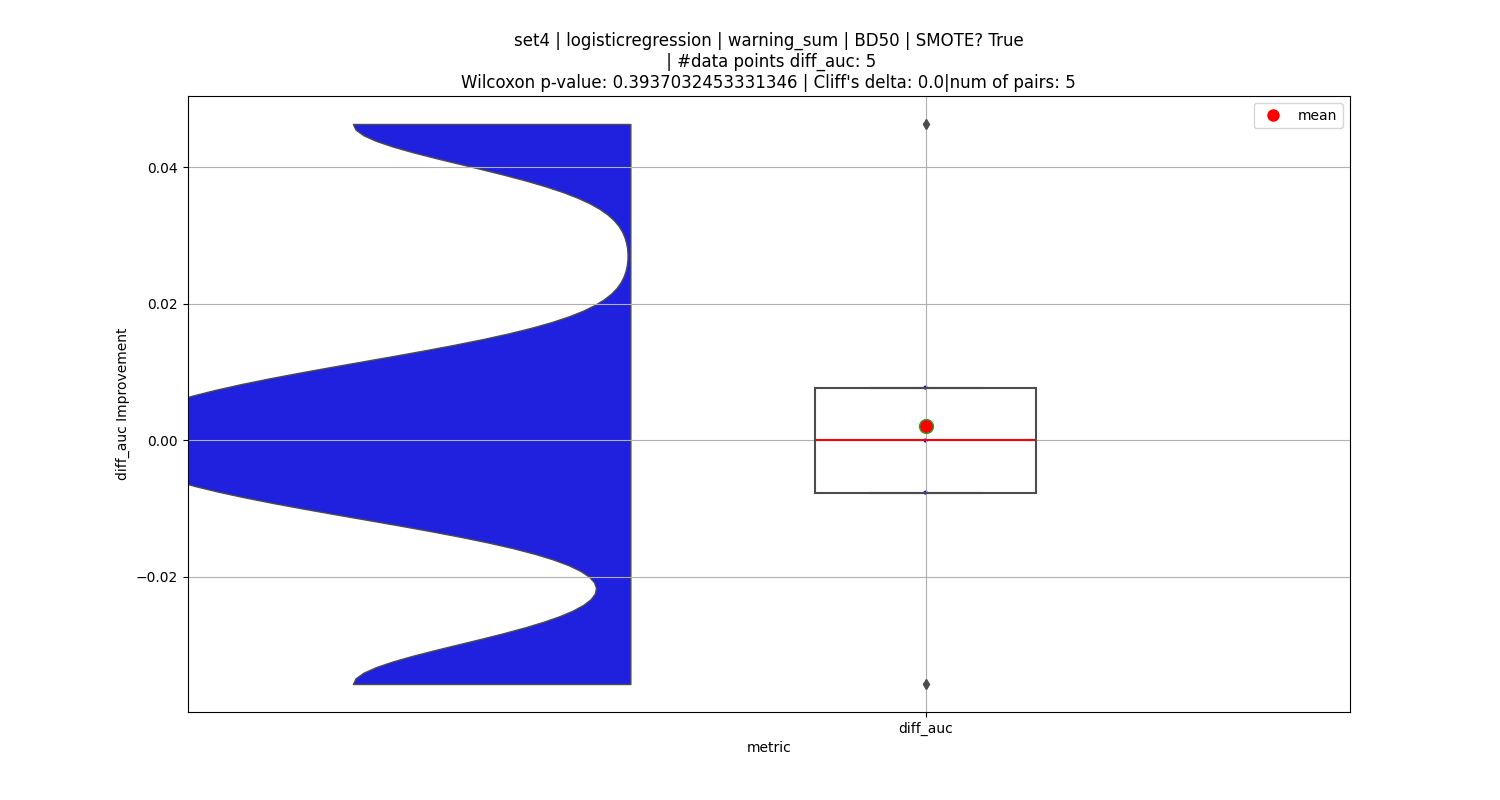 set4 | logisticregression | warning_sum | BD50 | SMOTE? True
| #data points diff_auc: 5
Wilcoxon p-value: 0.3937032453331346 | Cliff's delta: 0.0|num of pairs: 5
mean
0.04
0.02
0.00
−0.02
diff_auc Improvement
diff_auc
metric